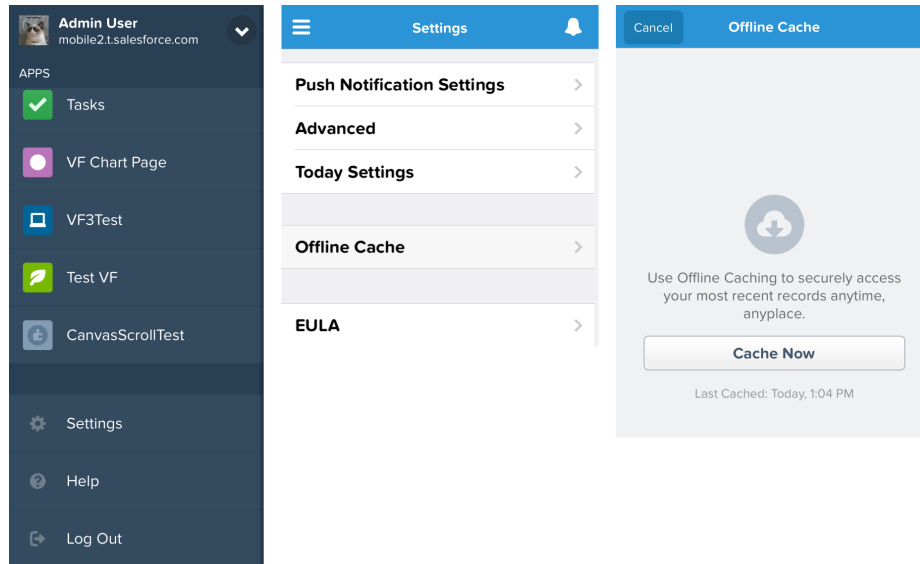 Admin User
mobile2.t.salesforce.com
APPS
Tasks
VF Chart Page
VF3Test
Test VF
CanvasScrollTest
Settings
Help
Log Out
Settings
Push Notification Settings
Advanced
Today Settings
Offline Cache
EULA
Cancel
Offline Cache
Use Offline Caching to securely access
your most recent records anytime,
anyplace.
Cache Now
Last Cached: Today, 1:04 PM